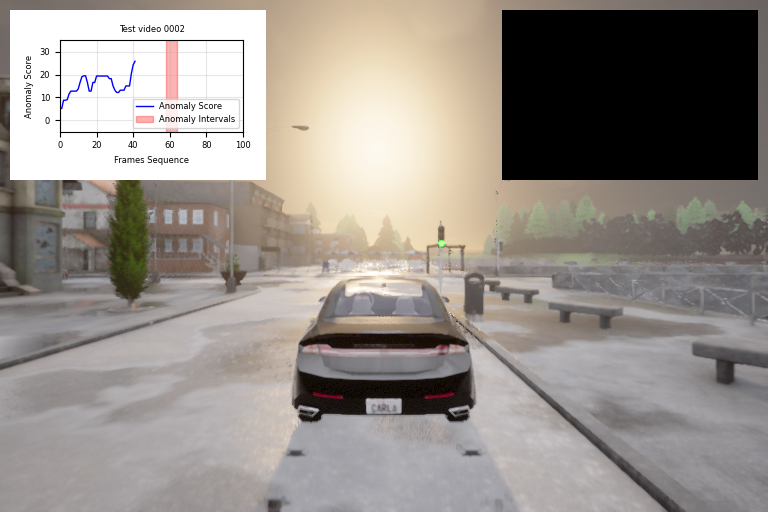 Test video 0002
Anomaly Score
30
20
10
0
Anomaly Score
Anomaly Intervals
0 20 40 60 80 100
Frames Sequence
CARLA